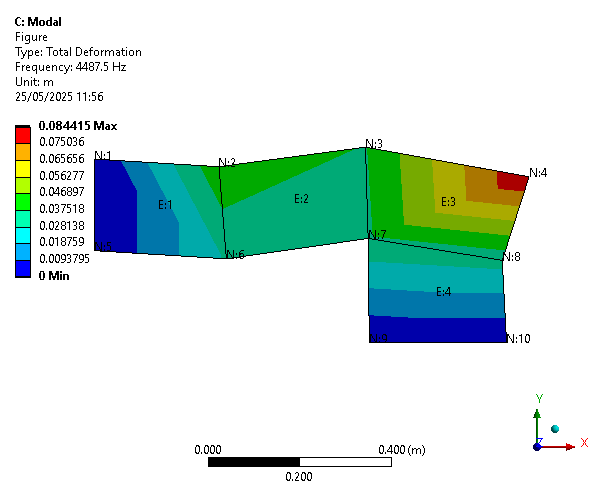 C: Modal
Figure
Type: Total Deformation
Frequency: 4487.5 Hz
Unit: m
25/05/2025 11:56
0.084415 Max
0.075036
0.065656
0.056277
0.046897
0.037518
0.028138
0.018759
0.0093795
0 Min
N:1
N:2
N:3
N:4
E:1
E:2
E:3
N:5
N:6
N:7
N:8
E:4
N:9
N:10
0.000
0.400 (m)
0.200
Y
Z
X